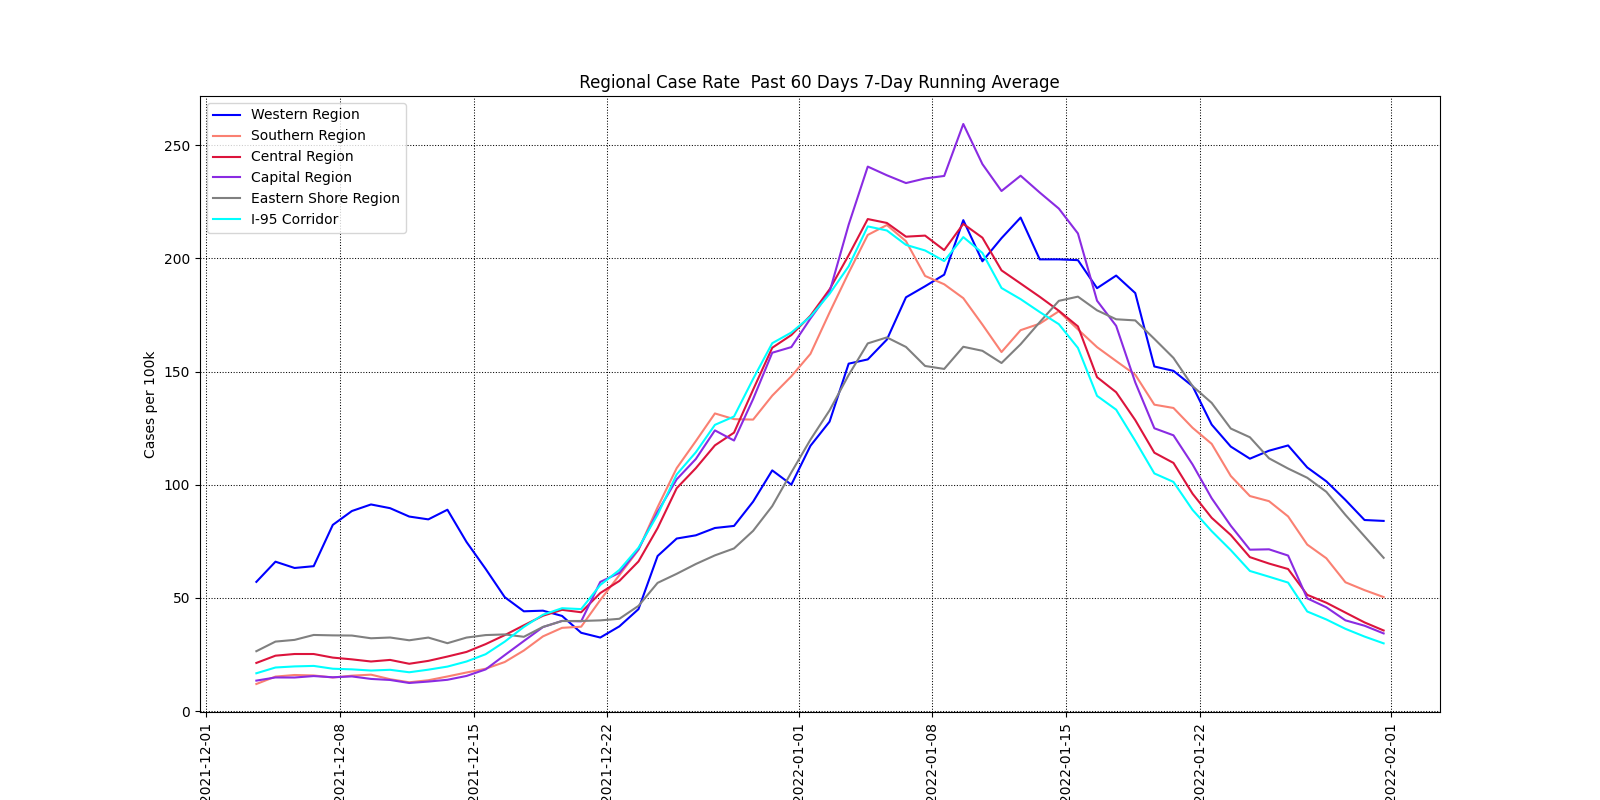 Regional Case Rate  Past 60 Days 7-Day Running Average
Western Region
Southern Region
Central Region
Capital Region
Eastern Shore Region
I-95 Corridor
Cases per 100k
250
200
150
100
50
0
2021-12-01
2021-12-08
2021-12-15
2021-12-22
2022-01-01
2022-01-08
2022-01-15
2022-01-22
2022-02-01